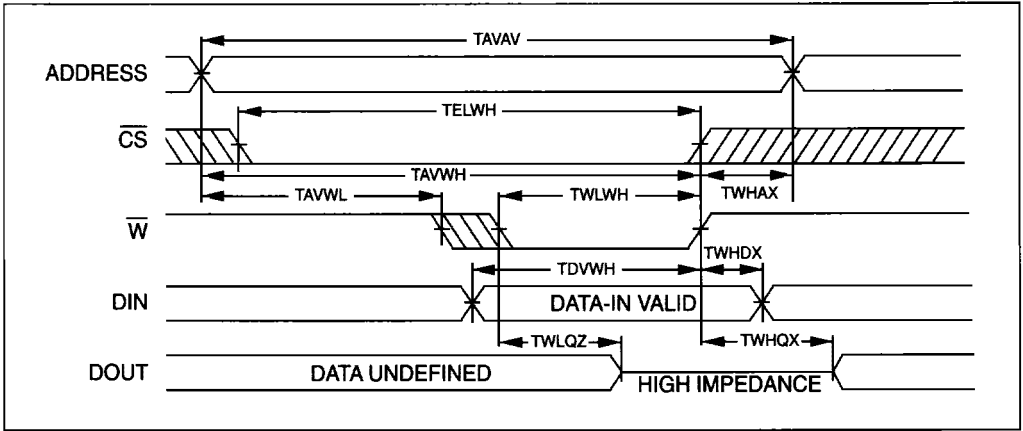 TAVAV
ADDRESS
TELWH
CS
TAVWH
TAVWL
TWLWH
TWHAX
W
TWHDX
TDVWH
DIN
DATA-IN VALID
TWLQZ
TWHQX
DOUT
DATA UNDEFINED
HIGH IMPEDANCE